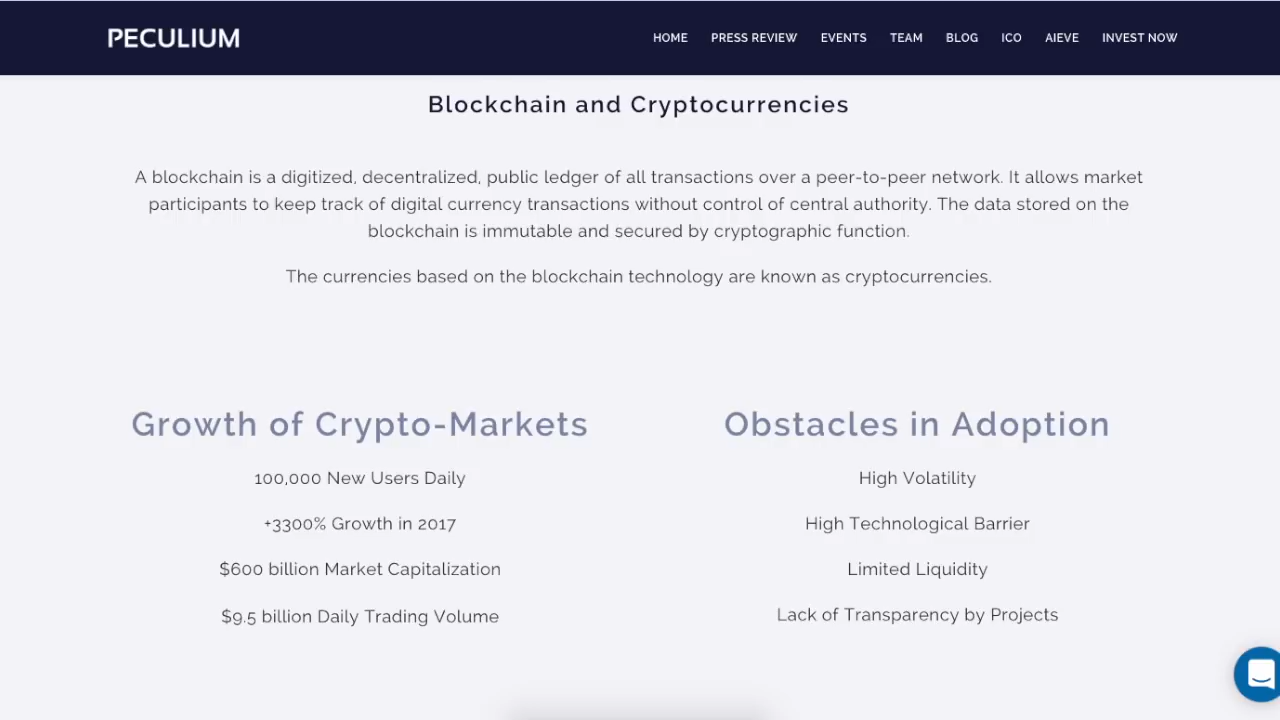 PECULIUM
HOME PRESS REVIEW EVENTS TEAM BLOG ICO AIEVE INVEST NOW
Blockchain and Cryptocurrencies
A blockchain is a digitized, decentralized, public ledger of all transactions over a peer-to-peer network. It allows market
participants to keep track of digital currency transactions without control of central authority. The data stored on the
blockchain is immutable and secured by cryptographic function.
The currencies based on the blockchain technology are known as cryptocurrencies.
Growth of Crypto-Markets
100,000 New Users Daily
+3300% Growth in 2017
$600 billion Market Capitalization
$9.5 billion Daily Trading Volume
Obstacles in Adoption
High Volatility
High Technological Barrier
Limited Liquidity
Lack of Transparency by Projects